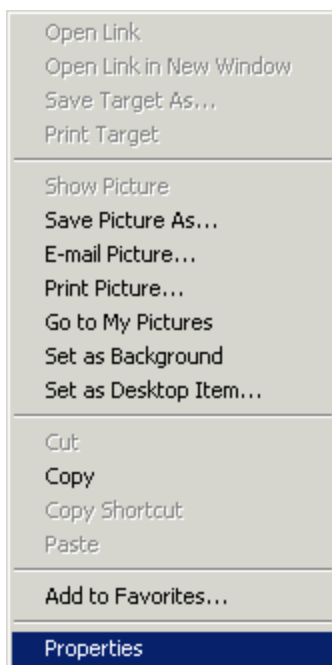 Open Link
Open Link in New Window
Save Target As...
Print Target
Show Picture
Save Picture As...
E-mail Picture...
Print Picture...
Go to My Pictures
Set as Background
Set as Desktop Item...
Cut
Copy
Copy Shortcut
Paste
Add to Favorites...
Properties